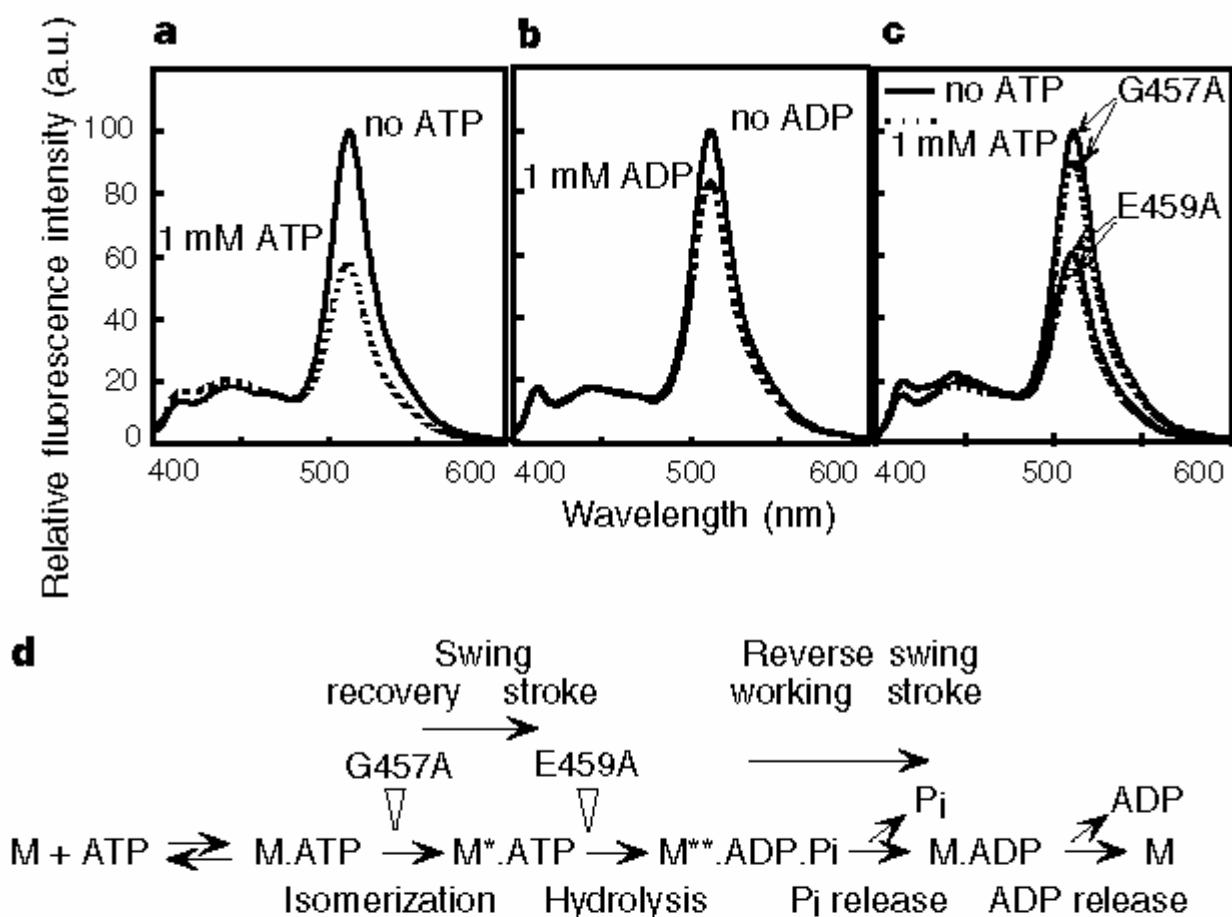 a b c
Relative fluorescence intensity (a.u.)
100
80
60
40
20
0
no ATP
1 mM ATP
400 500 600
no ADP
1 mM ADP
400 500 600
no ATP
1 mM ATP
G457A
E459A
400 500 600
Wavelength (nm)
d
Swing Reverse swing
recovery stroke working stroke
G457A E459A
Pi ADP
M + ATP M.ATP M*.ATP M**.ADP.Pi M.ADP M
Isomerization Hydrolysis Pi release ADP release